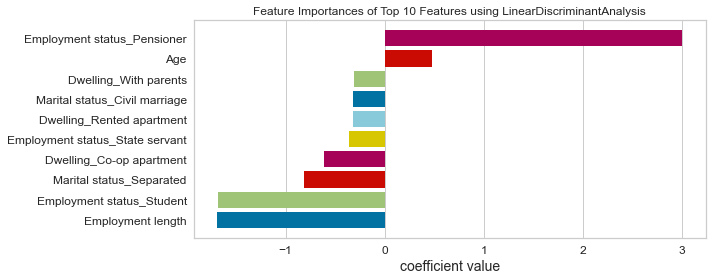 Feature Importances of Top 10 Features using LinearDiscriminantAnalysis
Employment status_Pensioner
Age
Dwelling_With parents
Marital status_Civil marriage
Dwelling_Rented apartment
Employment status_State servant
Dwelling_Co-op apartment
Marital status_Separated
Employment status_Student
Employment length
−1 0 1 2 3
coefficient value